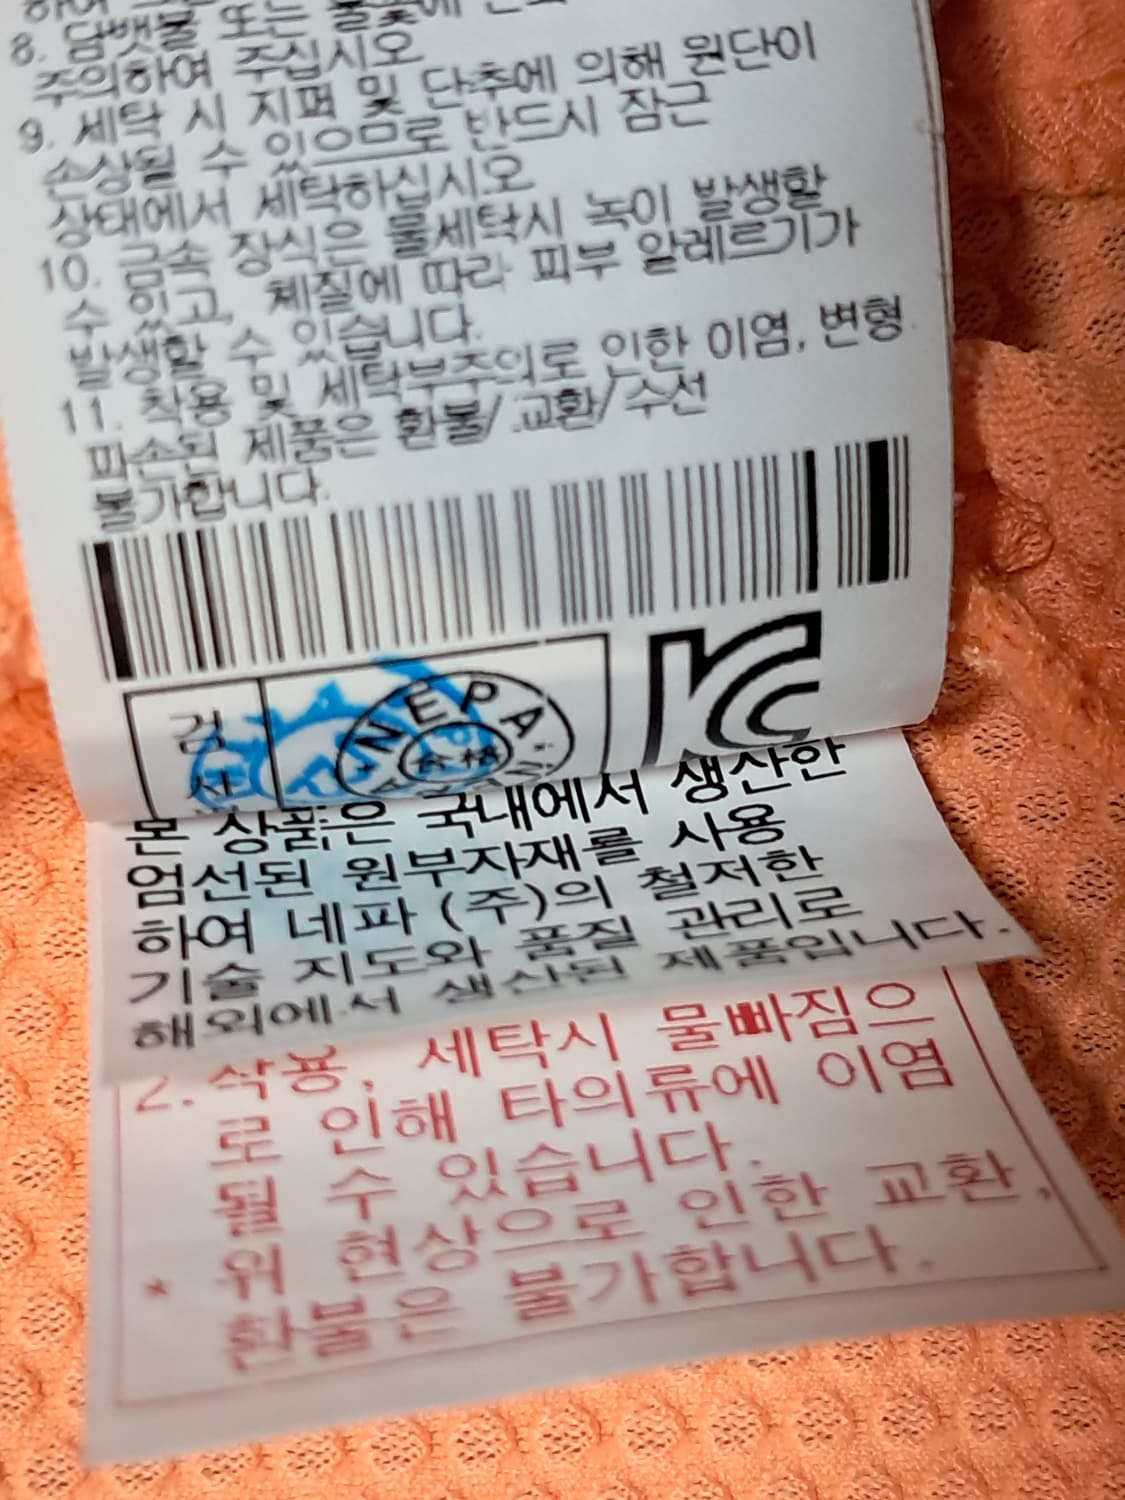 8. 담뱃불 또는 불꽃에
주의하여 주십시오
9. 세탁 시 지퍼 및 단추에 의해 원단이
손상될 수 있으므로 반드시 잠근
상태에서 세탁하십시오
10. 금속 장식은 물세탁시 녹이 발생할
수 있고, 체질에 따라 피부 알레르기가
발생할 수 있습니다.
11. 착용 및 세탁부주의로 인한 이염, 변형
파손된 제품은 환불/.교환/수선
불가합니다.
검
사
NEPA
合格
본 상품은 국내에서 생산한
엄선된 원부자재를 사용
하여 네파 (주)의 철저한
기술 지도와 품질 관리로
해외에서 생산된 제품입니다.
2. 착용, 세탁시 물빠짐으
로 인해 타의류에 이염
될 수 있습니다.
* 위 현상으로 인한 교환,
환불은 불가합니다.